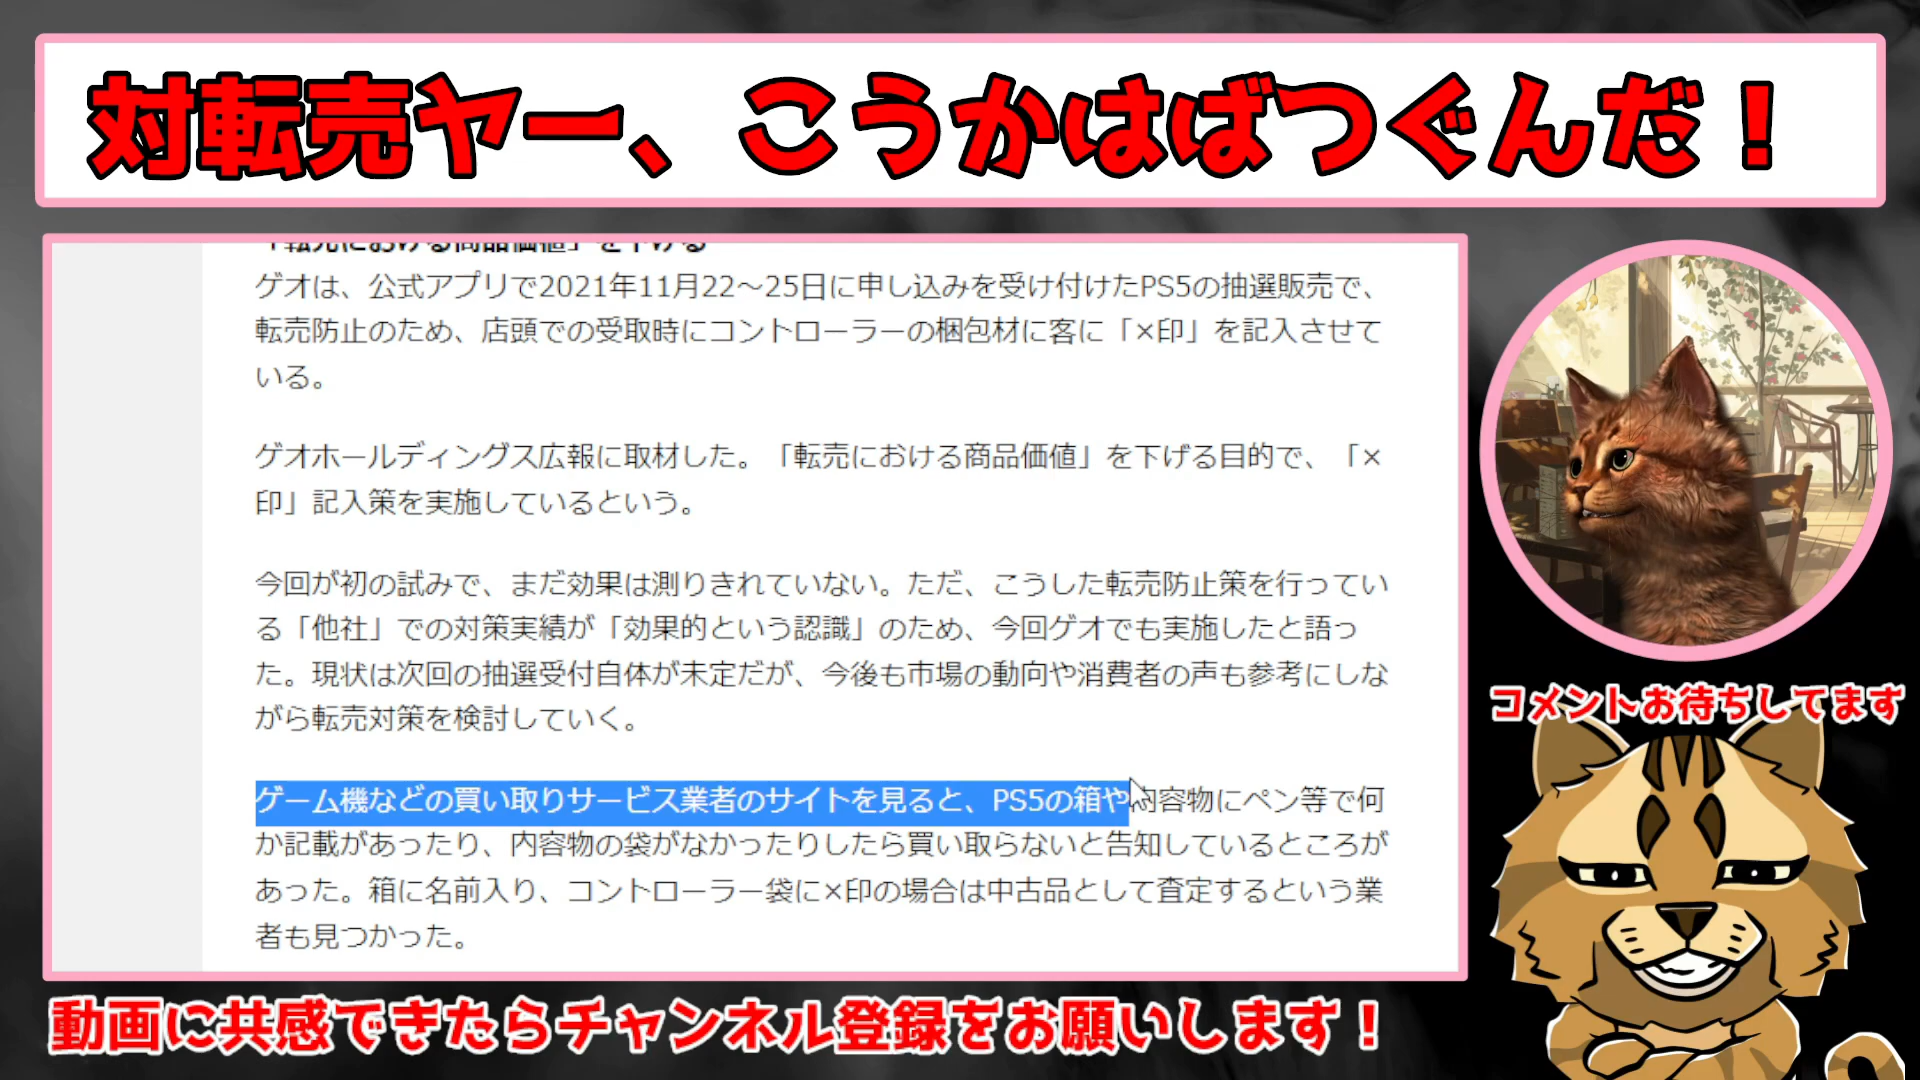 対転売ヤー、こうかはばつぐんだ！
「転売における商品価値」を下げる
ゲオは、公式アプリで2021年11月22～25日に申し込みを受け付けたPS5の抽選販売で、
転売防止のため、店頭での受取時にコントローラーの梱包材に客に「×印」を記入させて
いる。
ゲオホールディングス広報に取材した。「転売における商品価値」を下げる目的で、「×
印」記入策を実施しているという。
今回が初の試みで、まだ効果は測りきれていない。ただ、こうした転売防止策を行ってい
る「他社」での対策実績が「効果的という認識」のため、今回ゲオでも実施したと語っ
た。現状は次回の抽選受付自体が未定だが、今後も市場の動向や消費者の声も参考にしな
がら転売対策を検討していく。
ゲーム機などの買い取りサービス業者のサイトを見ると、PS5の箱や内容物にペン等で何
か記載があったり、内容物の袋がなかったりしたら買い取らないと告知しているところが
あった。箱に名前入り、コントローラー袋に×印の場合は中古品として査定するという業
者も見つかった。
コメントお待ちしてます
動画に共感できたらチャンネル登録をお願いします！